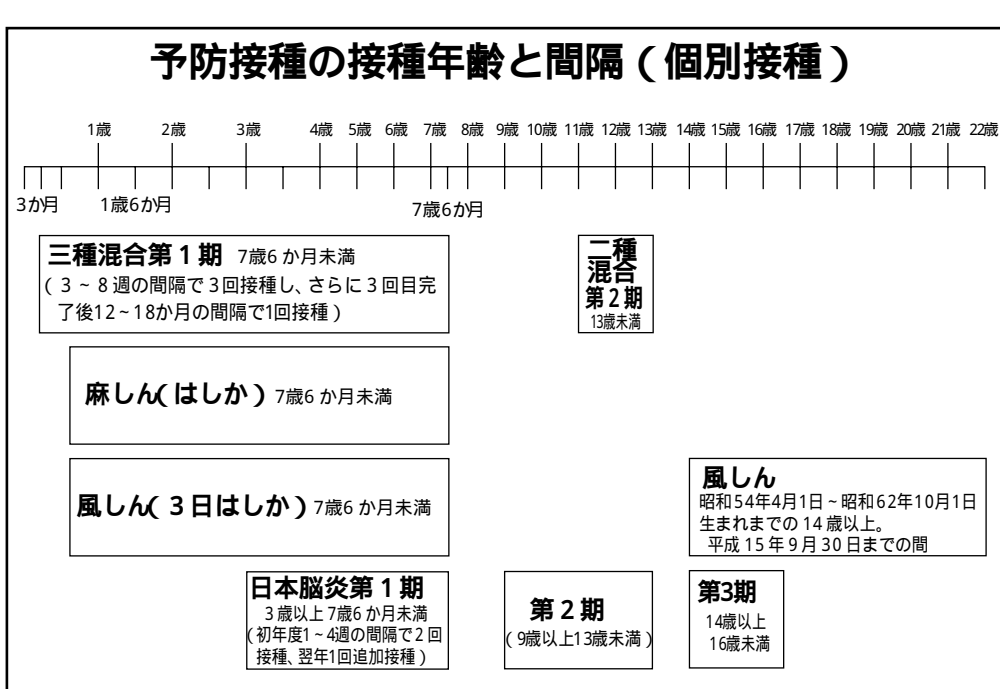 予防接種の接種年齢と間隔（個別接種）
1歳 2歳 3歳 4歳 5歳 6歳 7歳 8歳 9歳 10歳 11歳 12歳 13歳 14歳 15歳 16歳 17歳 18歳 19歳 20歳 21歳 22歳
3か月 1歳6か月 7歳6か月
三種混合第1期 7歳6か月未満
（3～8週の間隔で3回接種し、さらに3回目完
了後12～18か月の間隔で1回接種）
二種
混合
第2期
13歳未満
麻しん（はしか）7歳6か月未満
風しん（3日はしか）7歳6か月未満
風しん
昭和54年4月1日～昭和62年10月1日
生まれまでの14歳以上。
平成15年9月30日までの間
日本脳炎第1期
3歳以上7歳6か月未満
（初年度1～4週の間隔で2回
接種、翌年1回追加接種）
第2期
（9歳以上13歳未満）
第3期
14歳以上
16歳未満